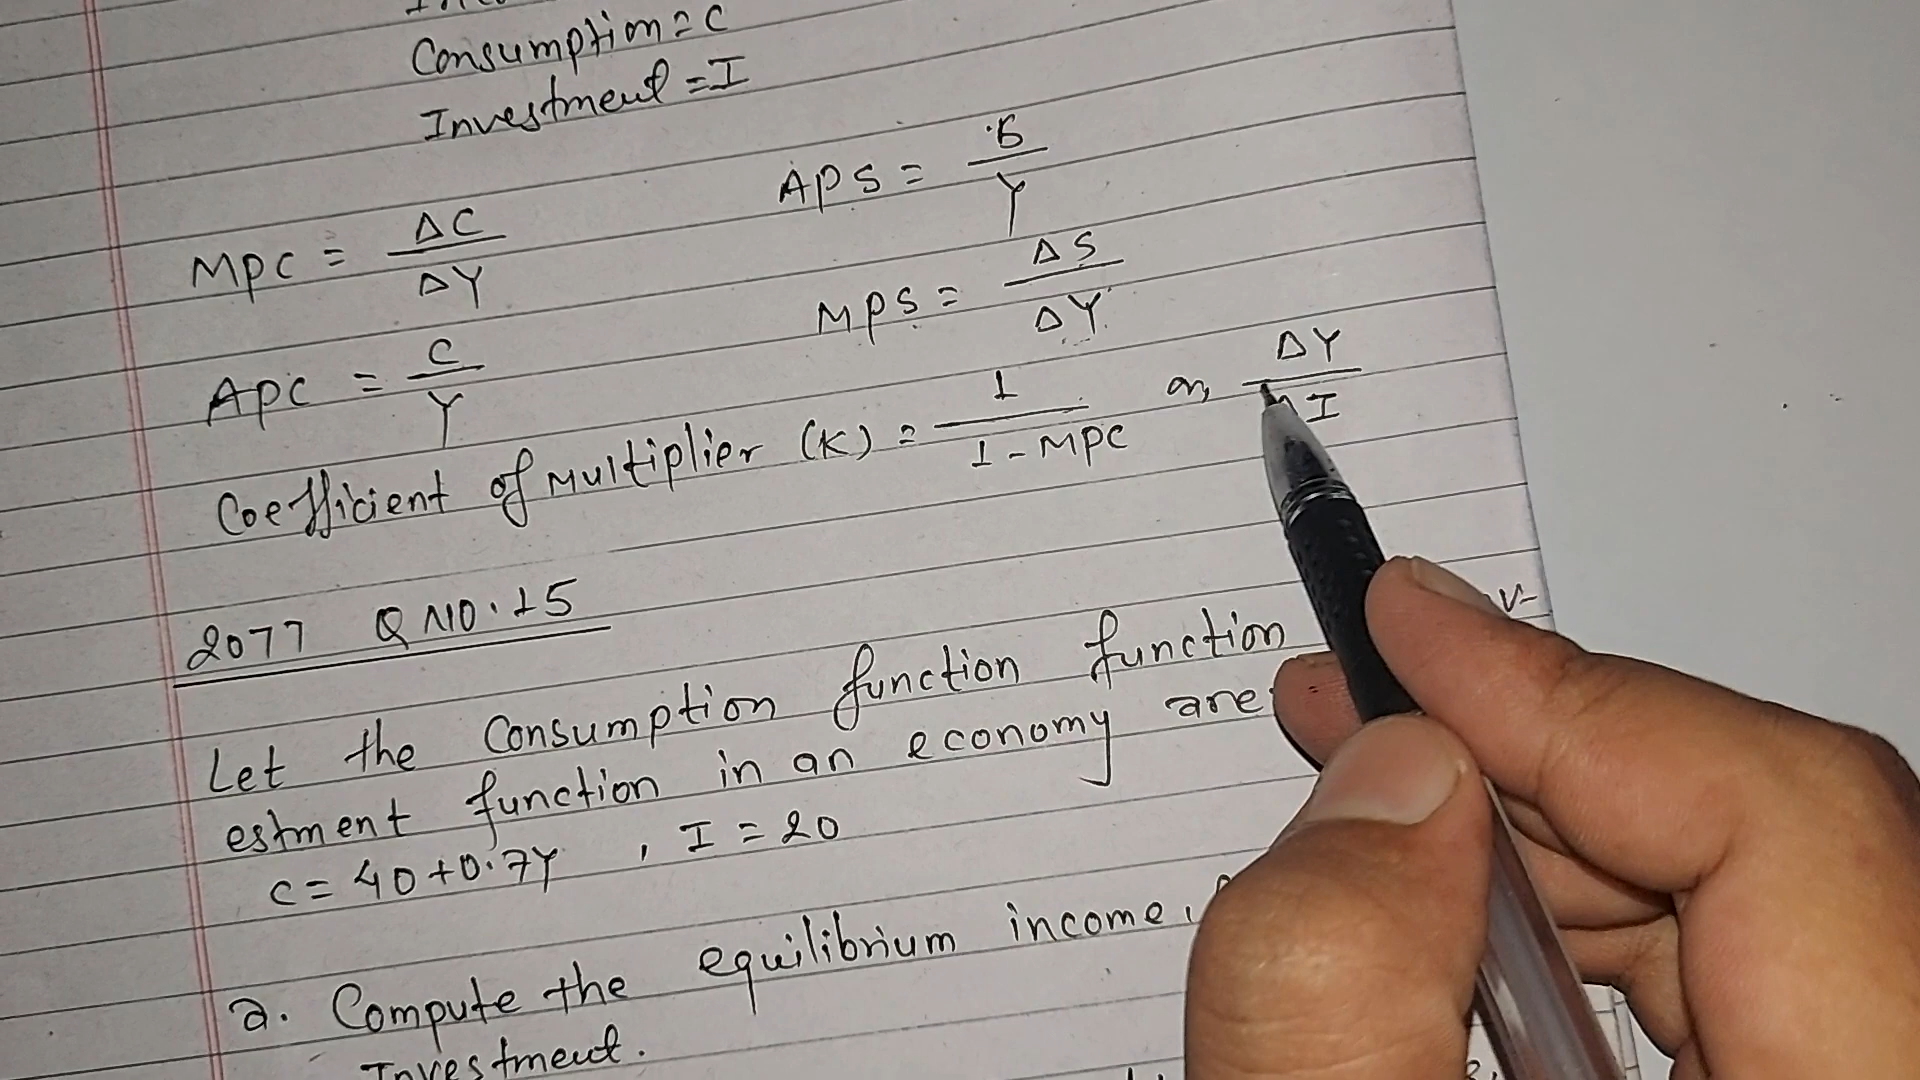 Consumption = C
Investment = I
MPC = ΔC / ΔY
APS = S / Y
APC = C / Y
MPS = ΔS / ΔY
Coefficient of Multiplier (K) = 1 / 1 - MPC or, ΔY / ΔI
2077 Q NO. 15
Let the Consumption function function
estment function in an economy are
C = 40 + 0.7Y , I = 20
a. Compute the equilibrium income,
Investment.